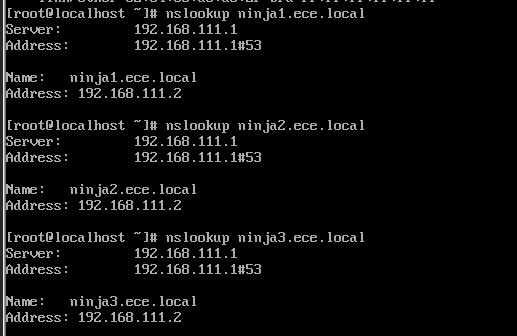 [root@localhost ~]# nslookup ninja1.ece.local
Server:         192.168.111.1
Address:        192.168.111.1#53
Name:   ninja1.ece.local
Address: 192.168.111.2
[root@localhost ~]# nslookup ninja2.ece.local
Server:         192.168.111.1
Address:        192.168.111.1#53
Name:   ninja2.ece.local
Address: 192.168.111.2
[root@localhost ~]# nslookup ninja3.ece.local
Server:         192.168.111.1
Address:        192.168.111.1#53
Name:   ninja3.ece.local
Address: 192.168.111.2